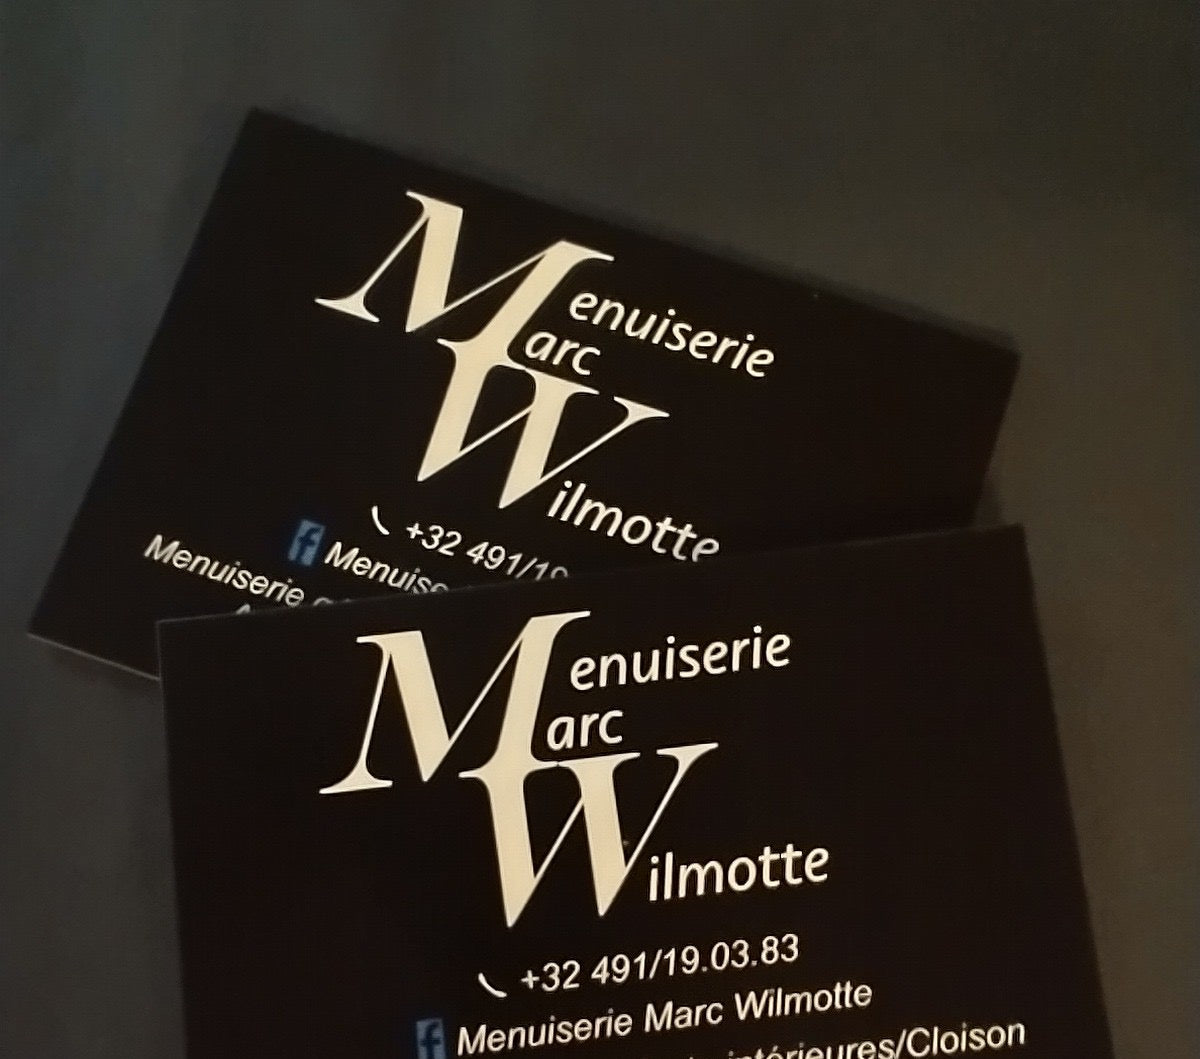 Menuiserie
Marc
Wilmotte
+32 491/19
Menuiserie
Menuiserie
Marc
Wilmotte
+32 491/19.03.83
Menuiserie Marc Wilmotte
intérieures/Cloison